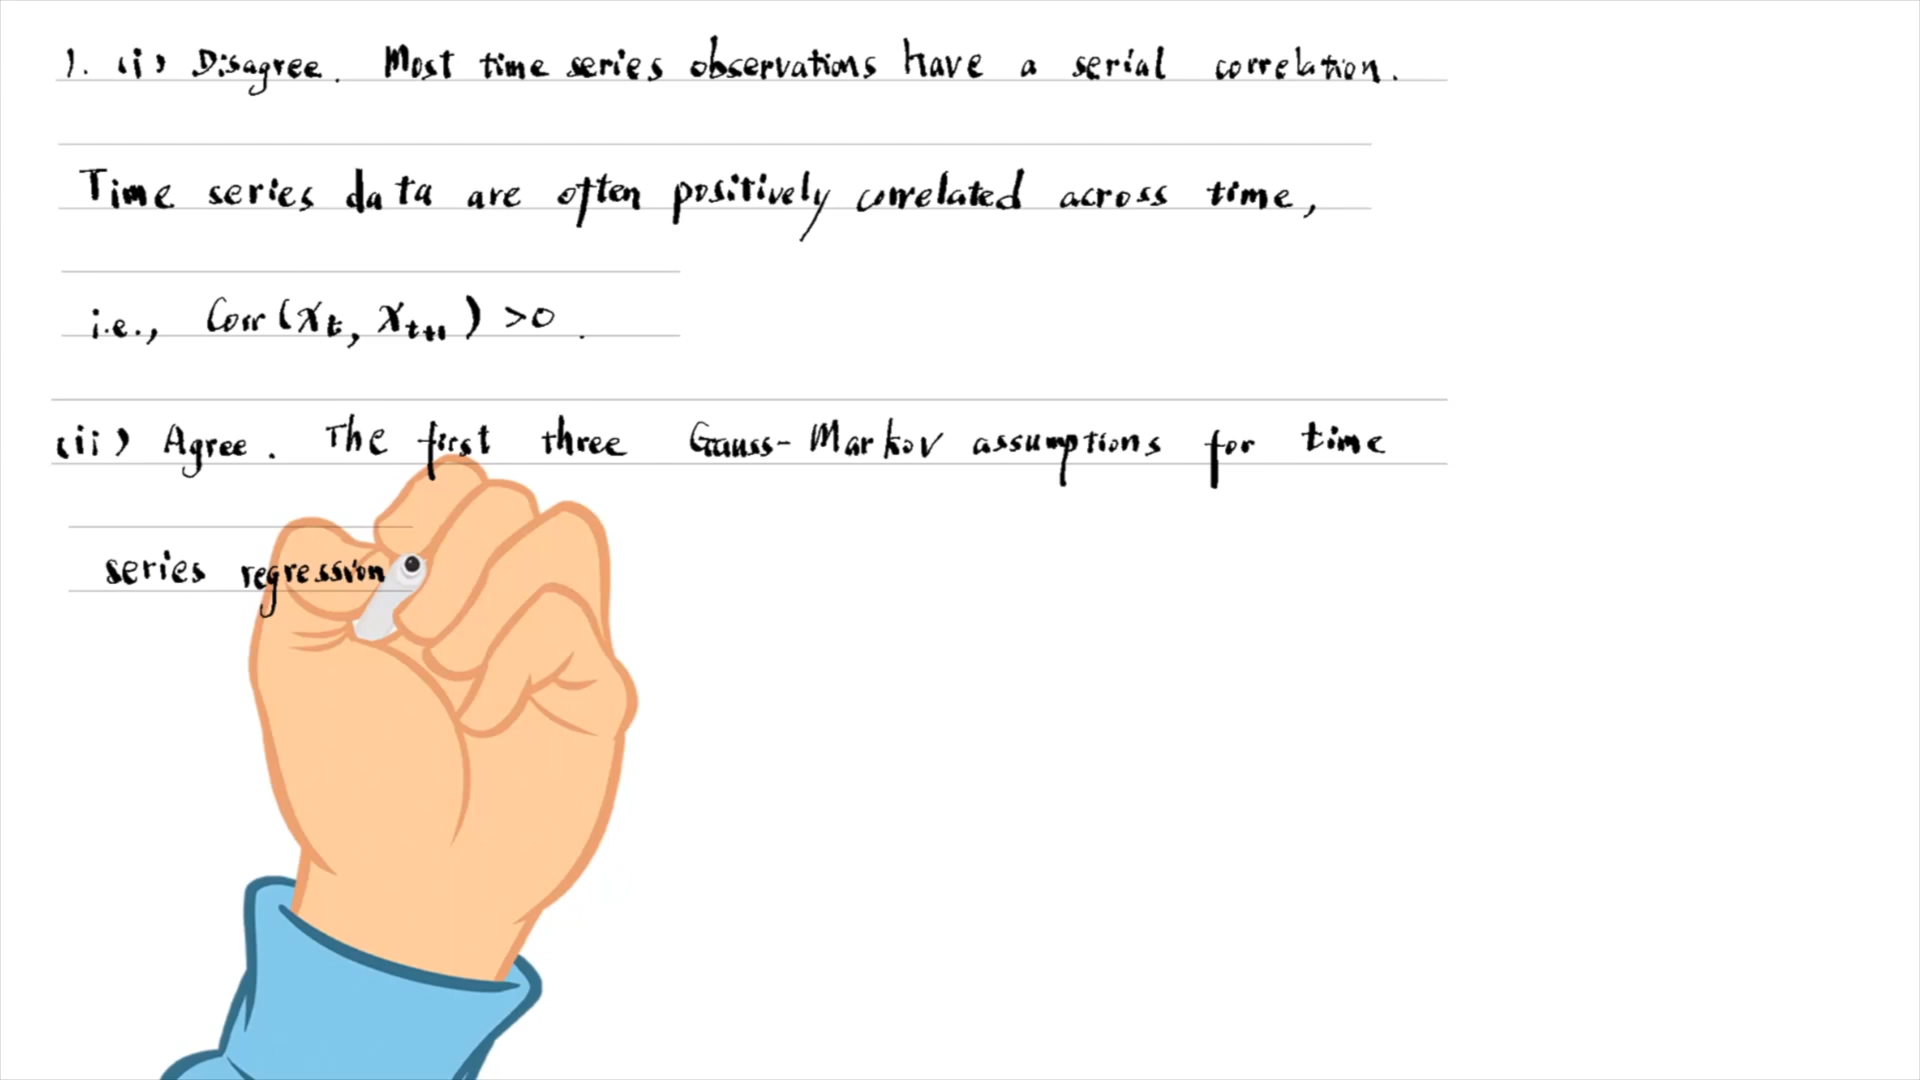 1. (i) Disagree. Most time series observations have a serial correlation.
Time series data are often positively correlated across time,
i.e., Corr(xₜ, xₜ₊₁) >0.
(ii) Agree. The first three Gauss-Markov assumptions for time
series regression